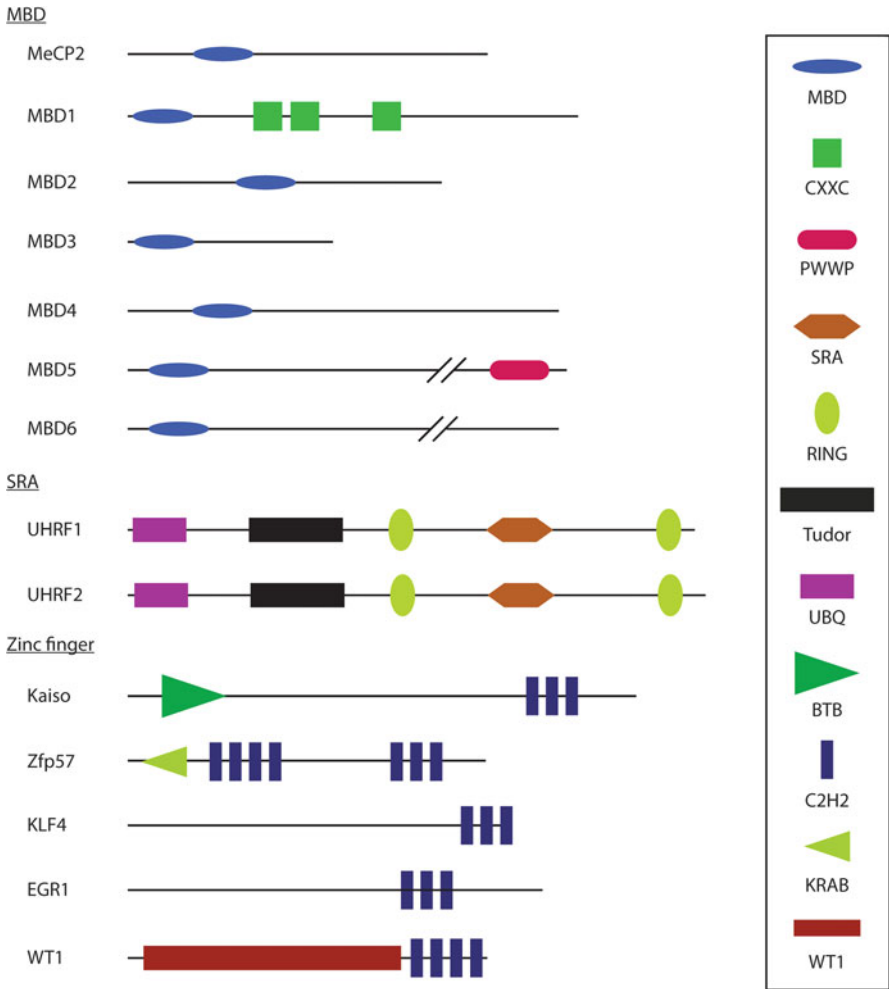 MBD
MeCP2
MBD1
MBD2
MBD3
MBD4
MBD5
MBD6
SRA
UHRF1
UHRF2
Zinc finger
Kaiso
Zfp57
KLF4
EGR1
WT1
MBD
CXXC
PWWP
SRA
RING
Tudor
UBQ
BTB
C2H2
KRAB
WT1